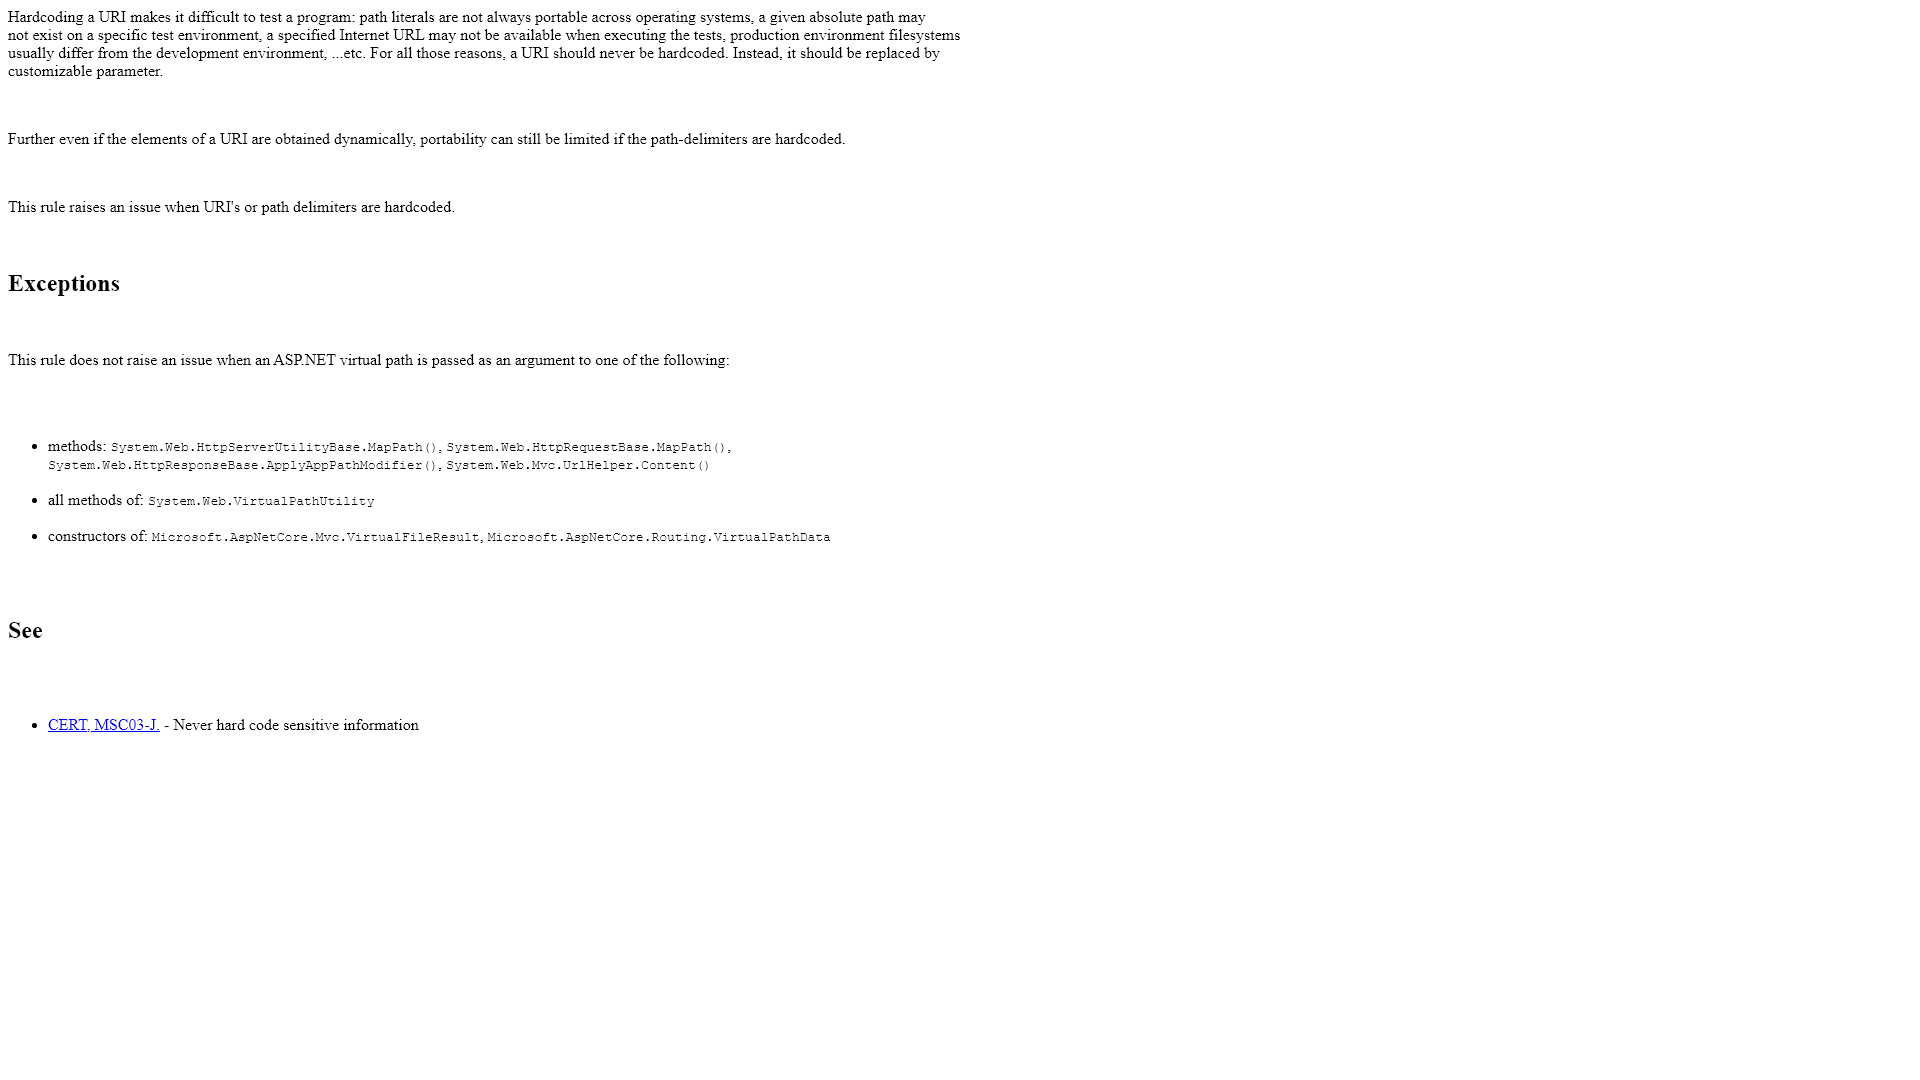 Hardcoding a URI makes it difficult to test a program: path literals are not always portable across operating systems, a given absolute path may
not exist on a specific test environment, a specified Internet URL may not be available when executing the tests, production environment filesystems
usually differ from the development environment, ...etc. For all those reasons, a URI should never be hardcoded. Instead, it should be replaced by
customizable parameter.
Further even if the elements of a URI are obtained dynamically, portability can still be limited if the path-delimiters are hardcoded.
This rule raises an issue when URI's or path delimiters are hardcoded.
Exceptions
This rule does not raise an issue when an ASP.NET virtual path is passed as an argument to one of the following:
• methods: System.Web.HttpServerUtilityBase.MapPath(), System.Web.HttpRequestBase.MapPath(),
System.Web.HttpResponseBase.ApplyAppPathModifier(), System.Web.Mvc.UrlHelper.Content()
• all methods of: System.Web.VirtualPathUtility
• constructors of: Microsoft.AspNetCore.Mvc.VirtualFileResult, Microsoft.AspNetCore.Routing.VirtualPathData
See
• CERT, MSC03-J. - Never hard code sensitive information